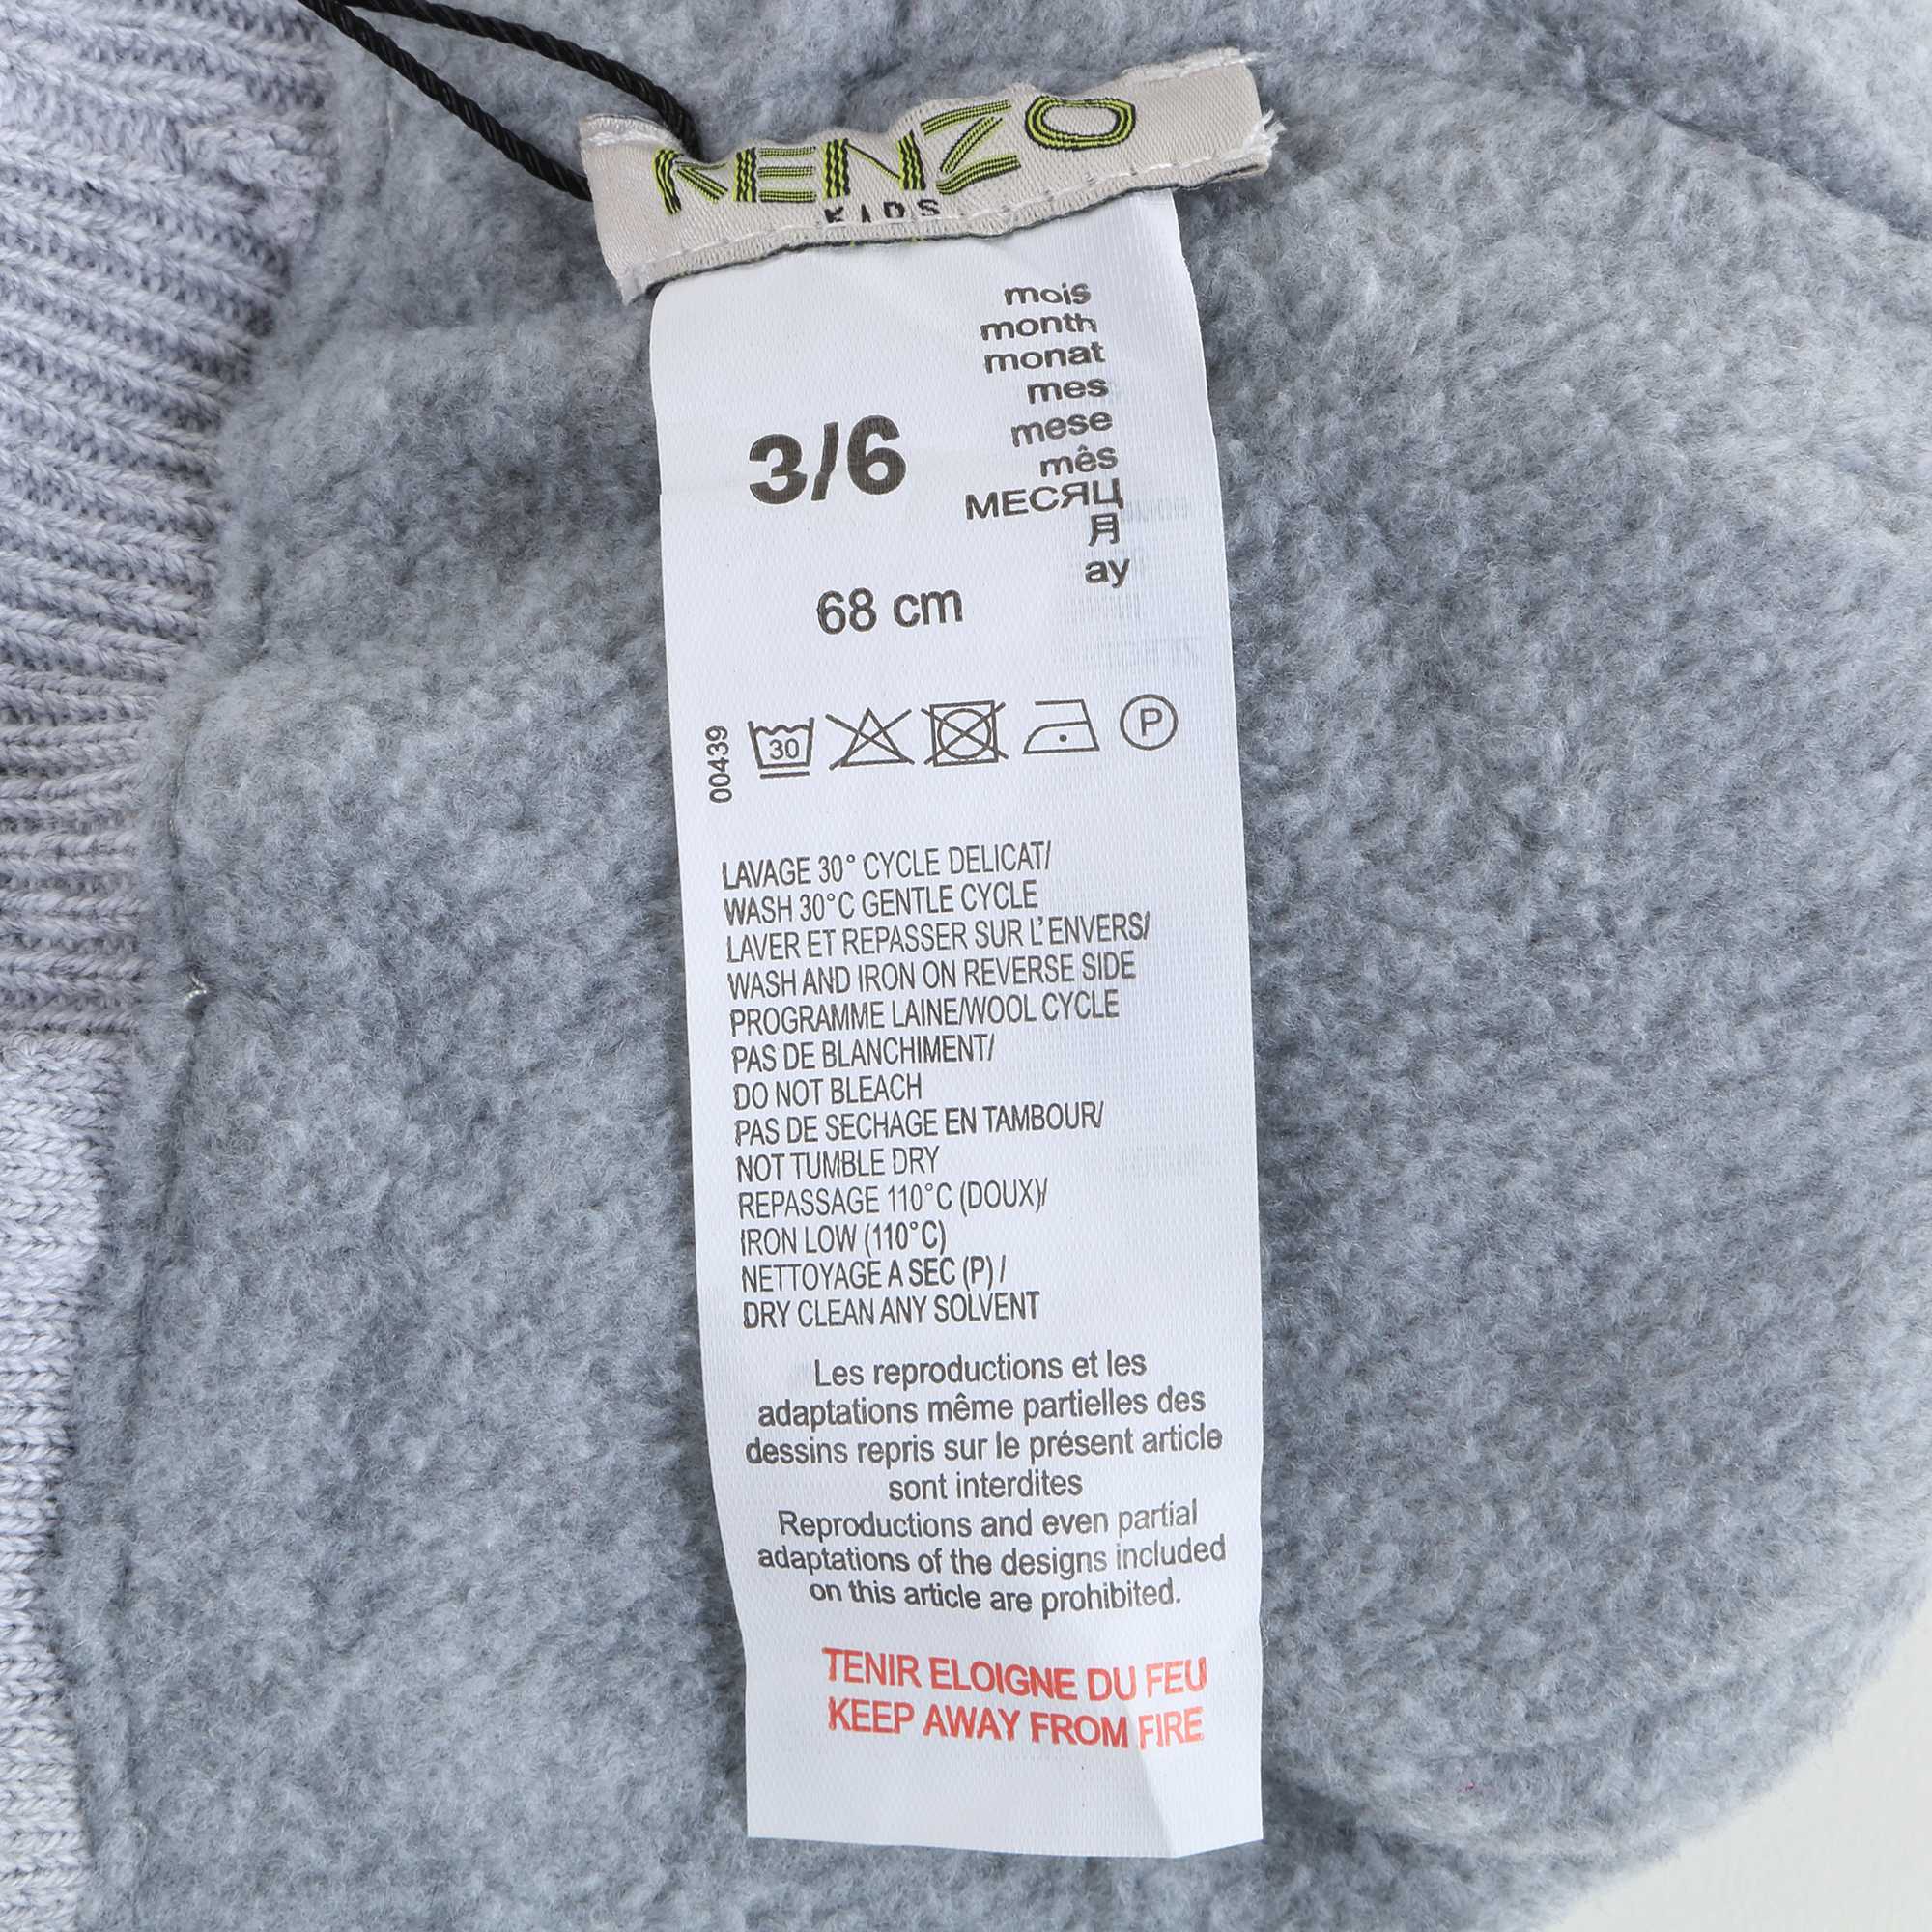 KENZO
KIDS
mois
month
monat
mes
mese
mês
МЕСЯЦ
月
ay
3/6
68 cm
00439
30
P
LAVAGE 30° CYCLE DELICAT/
WASH 30°C GENTLE CYCLE
LAVER ET REPASSER SUR L'ENVERS/
WASH AND IRON ON REVERSE SIDE
PROGRAMME LAINE/WOOL CYCLE
PAS DE BLANCHIMENT/
DO NOT BLEACH
PAS DE SECHAGE EN TAMBOUR/
NOT TUMBLE DRY
REPASSAGE 110°C (DOUX)/
IRON LOW (110°C)
NETTOYAGE A SEC (P) /
DRY CLEAN ANY SOLVENT
Les reproductions et les
adaptations même partielles des
dessins repris sur le présent article
sont interdites
Reproductions and even partial
adaptations of the designs included
on this article are prohibited.
TENIR ELOIGNE DU FEU
KEEP AWAY FROM FIRE